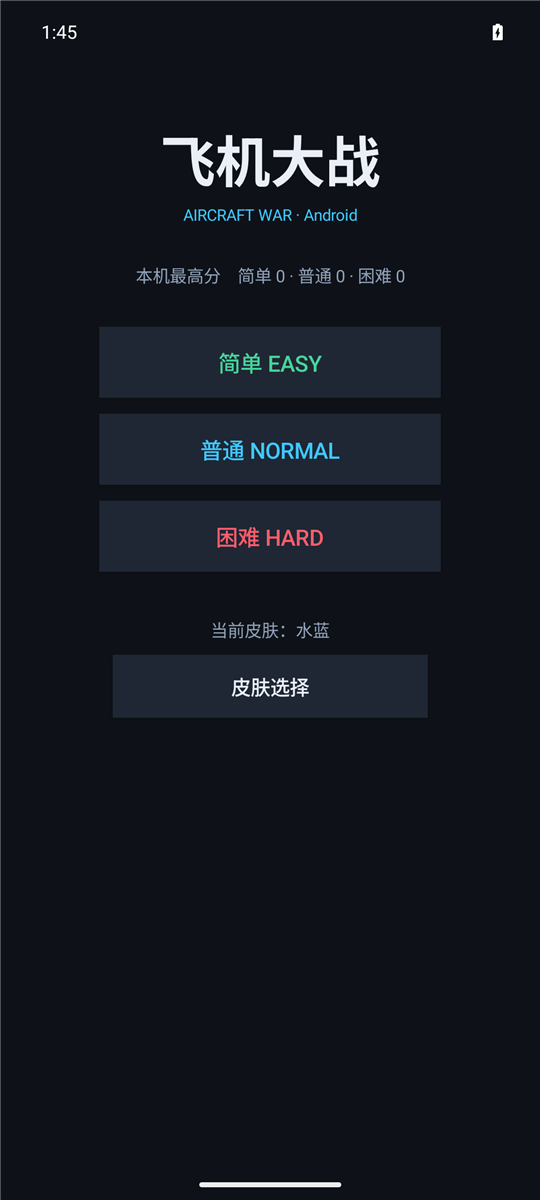 1:45
飞机大战
AIRCRAFT WAR · Android
本机最高分 简单 0 · 普通 0 · 困难 0
简单 EASY
普通 NORMAL
困难 HARD
当前皮肤：水蓝
皮肤选择